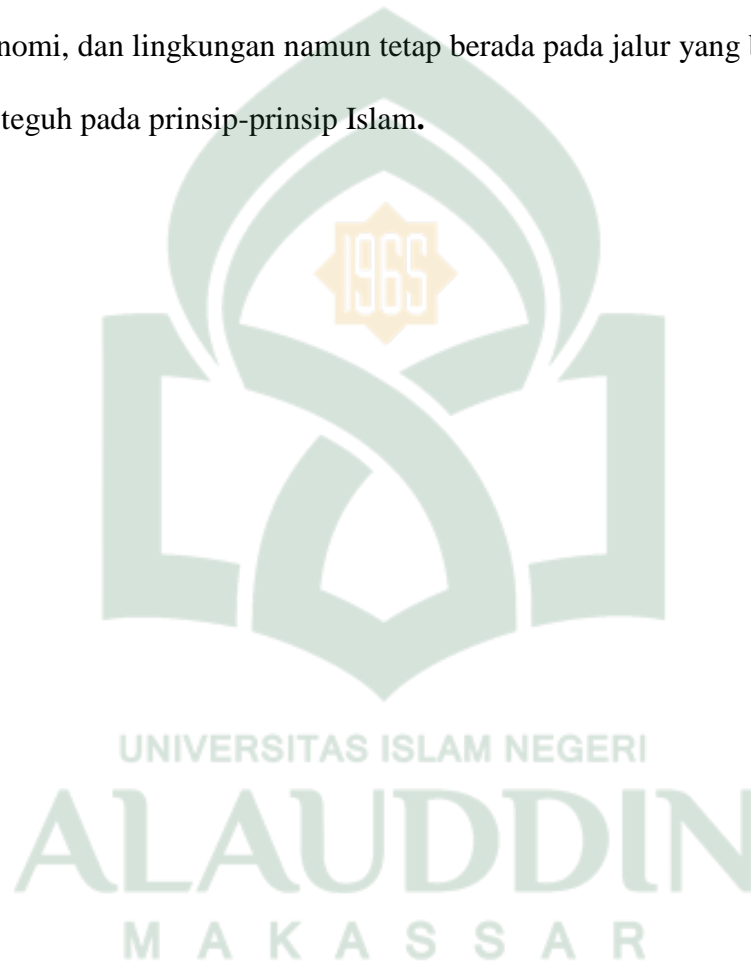 nomi, dan lingkungan namun tetap berada pada jalur yang
teguh pada prinsip-prinsip Islam.
1965
UNIVERSITAS ISLAM NEGERI
ALAUDDIN
MAKASSAR